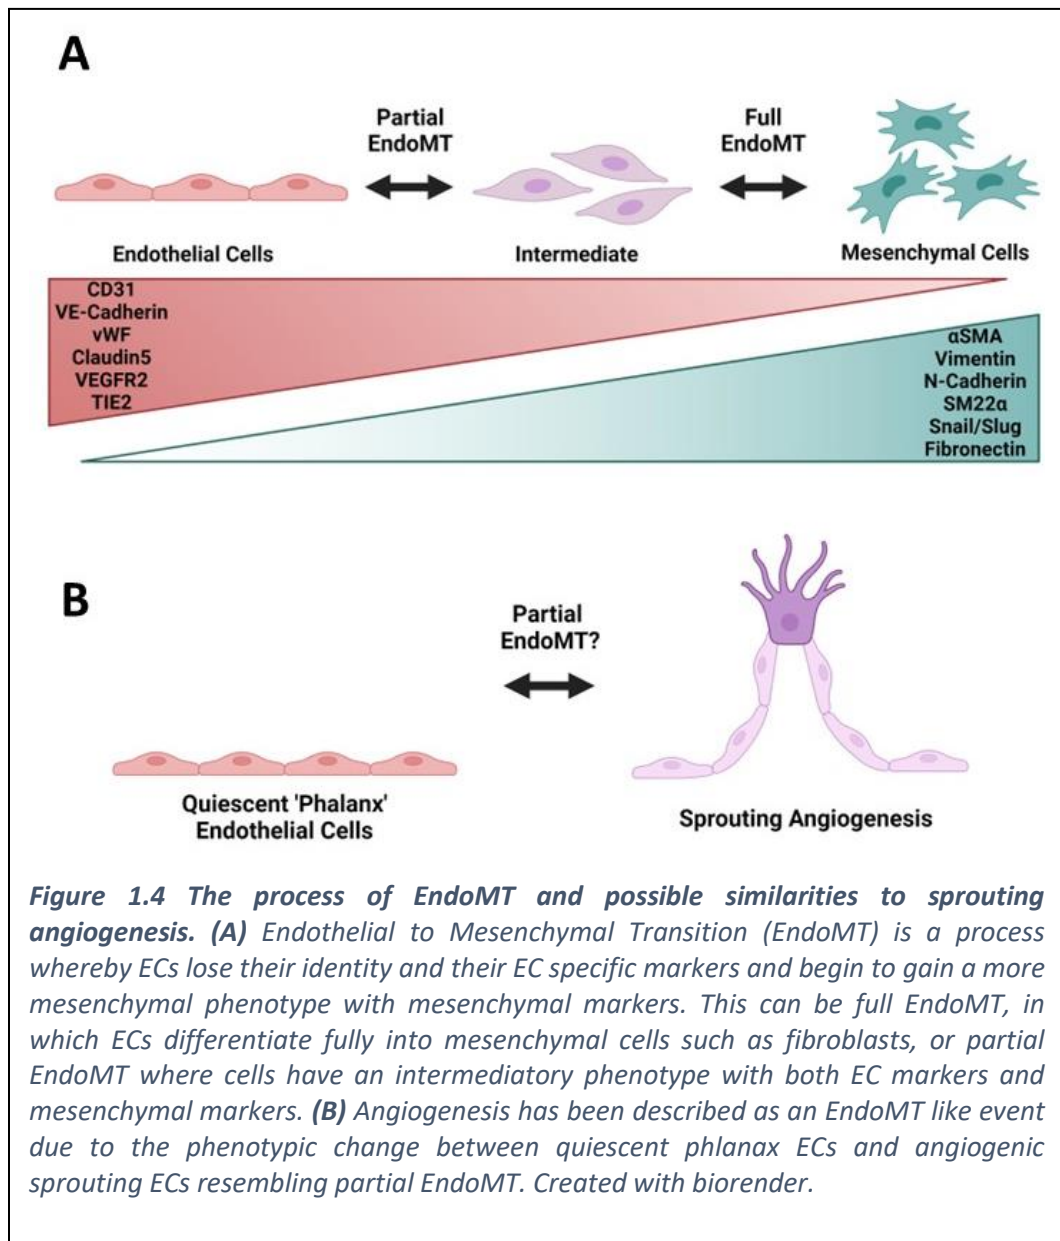 A
Partial
EndoMT
Full
EndoMT
Endothelial Cells
Intermediate
Mesenchymal Cells
CD31
VE-Cadherin
vWF
Claudin5
VEGFR2
TIE2
αSMA
Vimentin
N-Cadherin
SM22α
Snail/Slug
Fibronectin
B
Partial
EndoMT?
Quiescent 'Phalanx'
Endothelial Cells
Sprouting Angiogenesis
Figure 1.4 The process of EndoMT and possible similarities to sprouting
angiogenesis. (A) Endothelial to Mesenchymal Transition (EndoMT) is a process
whereby ECs lose their identity and their EC specific markers and begin to gain a more
mesenchymal phenotype with mesenchymal markers. This can be full EndoMT, in
which ECs differentiate fully into mesenchymal cells such as fibroblasts, or partial
EndoMT where cells have an intermediatory phenotype with both EC markers and
mesenchymal markers. (B) Angiogenesis has been described as an EndoMT like event
due to the phenotypic change between quiescent phlanax ECs and angiogenic
sprouting ECs resembling partial EndoMT. Created with biorender.